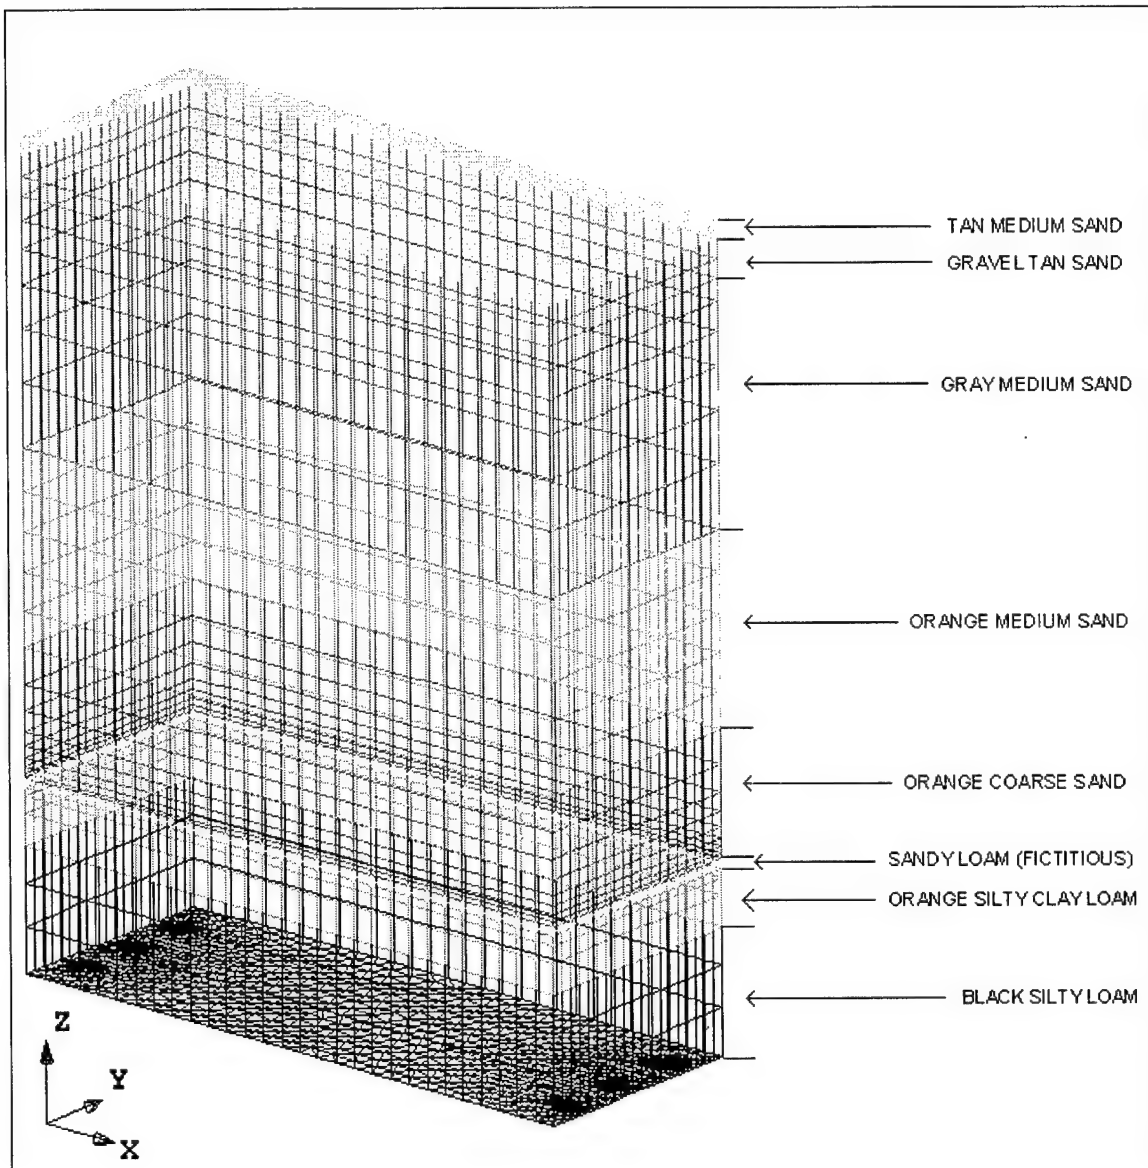 TAN MEDIUM SAND
GRAVEL TAN SAND
GRAY MEDIUM SAND
ORANGE MEDIUM SAND
ORANGE COARSE SAND
SANDY LOAM (FICTITIOUS)
ORANGE SILTY CLAY LOAM
BLACK SILTY LOAM
Z
Y
X